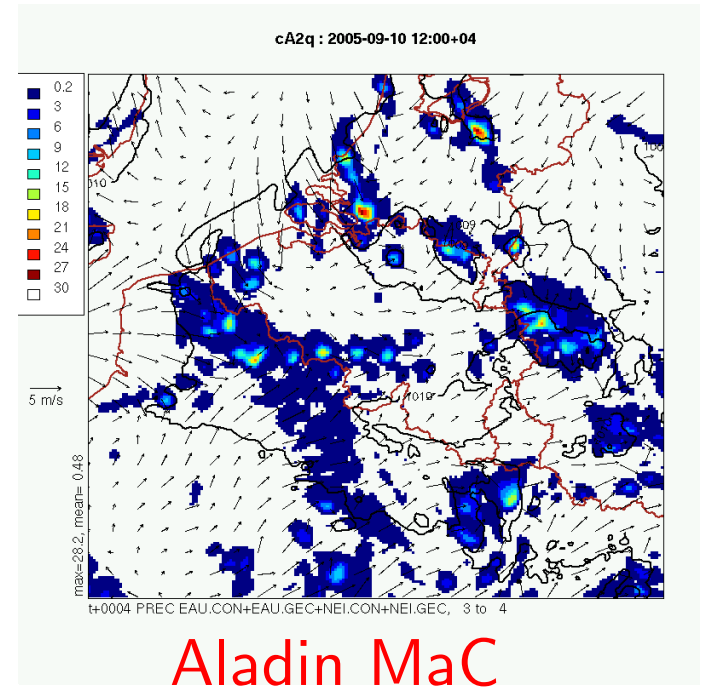 cA2q : 2005-09-10 12:00+04
0.2
3
6
9
12
15
18
21
24
27
30
5 m/s
max=28.2, mean= 0.48
1010
t+0004 PREC EAU.CON+EAU.GEC+NEI.CON+NEI.GEC, 3 to 4
Aladin MaC